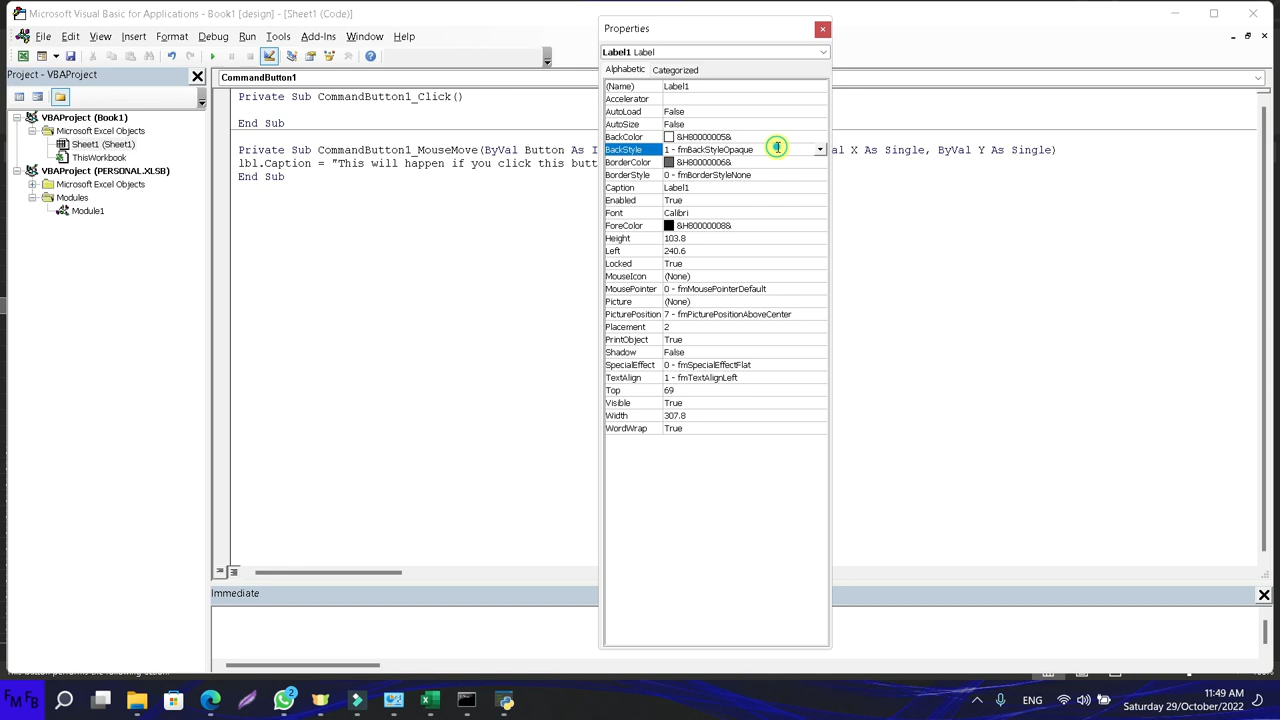 Microsoft Visual Basic for Applications - Book1 [design] - [Sheet1 (Code)]
File Edit View Insert Format Debug Run Tools Add-Ins Window Help
Project - VBAProject
VBAProject (Book1)
Microsoft Excel Objects
Sheet1 (Sheet1)
ThisWorkbook
VBAProject (PERSONAL.XLSB)
Microsoft Excel Objects
Modules
Module1
CommandButton1
Private Sub CommandButton1_Click()
End Sub
Private Sub CommandButton1_MouseMove(ByVal Button As I
al X As Single, ByVal Y As Single)
lbl.Caption = "This will happen if you click this butt
End Sub
Properties
Label1 Label
Alphabetic Categorized
(Name) Label1
Accelerator
AutoLoad False
AutoSize False
BackColor &H80000005&
BackStyle 1 - fmBackStyleOpaque
BorderColor &H80000006&
BorderStyle 0 - fmBorderStyleNone
Caption Label1
Enabled True
Font Calibri
ForeColor &H80000008&
Height 103.8
Left 240.6
Locked True
MouseIcon (None)
MousePointer 0 - fmMousePointerDefault
Picture (None)
PicturePosition 7 - fmPicturePositionAboveCenter
Placement 2
PrintObject True
Shadow False
SpecialEffect 0 - fmSpecialEffectFlat
TextAlign 1 - fmTextAlignLeft
Top 69
Visible True
Width 307.8
WordWrap True
Immediate
FM FB
2
ENG
11:49 AM
Saturday 29/October/2022